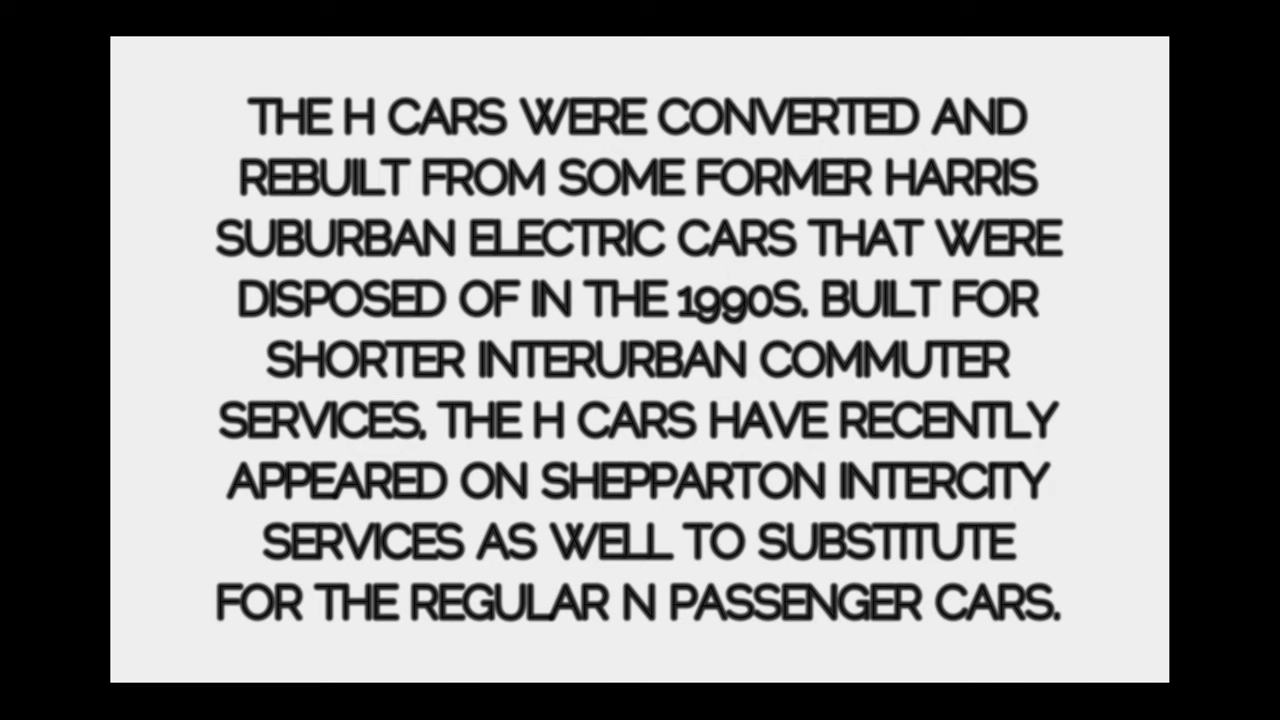 THE H CARS WERE CONVERTED AND
REBUILT FROM SOME FORMER HARRIS
SUBURBAN ELECTRIC CARS THAT WERE
DISPOSED OF IN THE 1990S. BUILT FOR
SHORTER INTERURBAN COMMUTER
SERVICES, THE H CARS HAVE RECENTLY
APPEARED ON SHEPPARTON INTERCITY
SERVICES AS WELL TO SUBSTITUTE
FOR THE REGULAR N PASSENGER CARS.